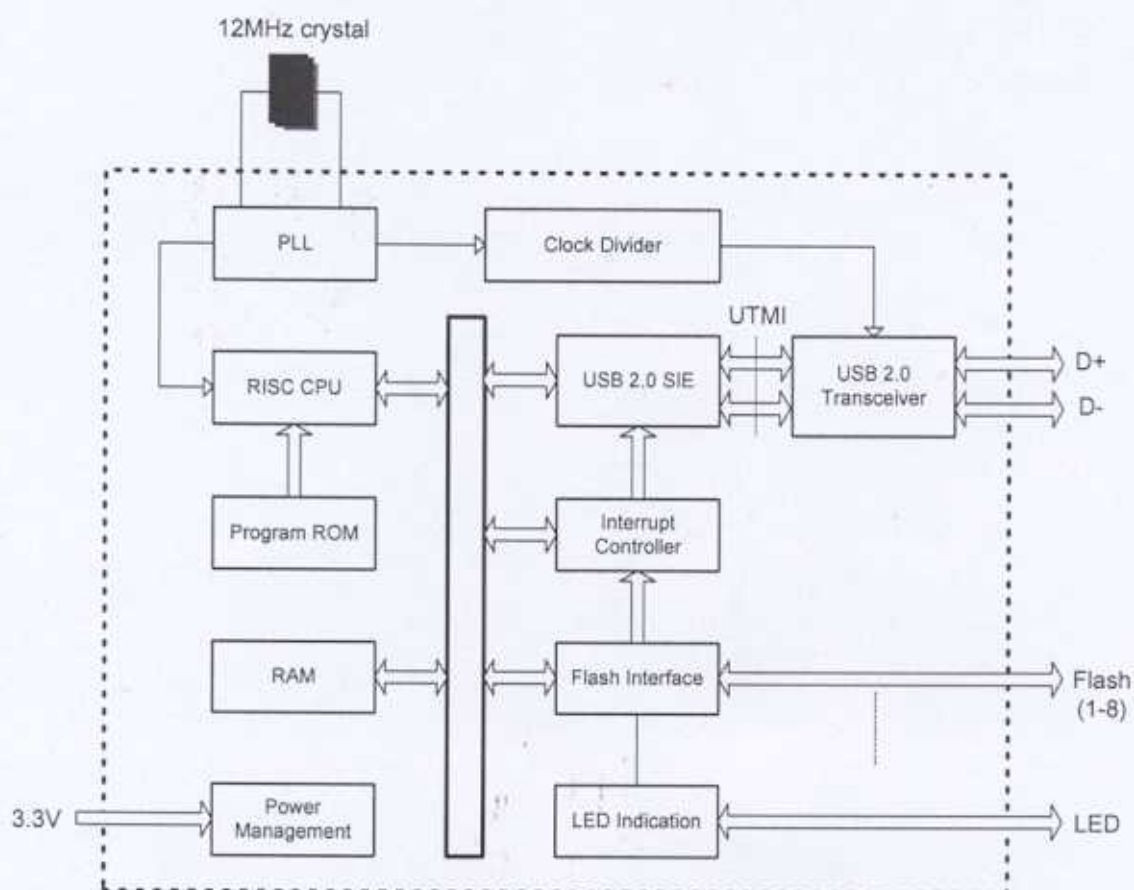 12MHz crystal
PLL
Clock Divider
UTMI
RISC CPU
USB 2.0 SIE
USB 2.0
Transceiver
D+
D-
Program ROM
Interrupt
Controller
RAM
Flash Interface
Flash
(1-8)
3.3V
Power
Management
LED Indication
LED